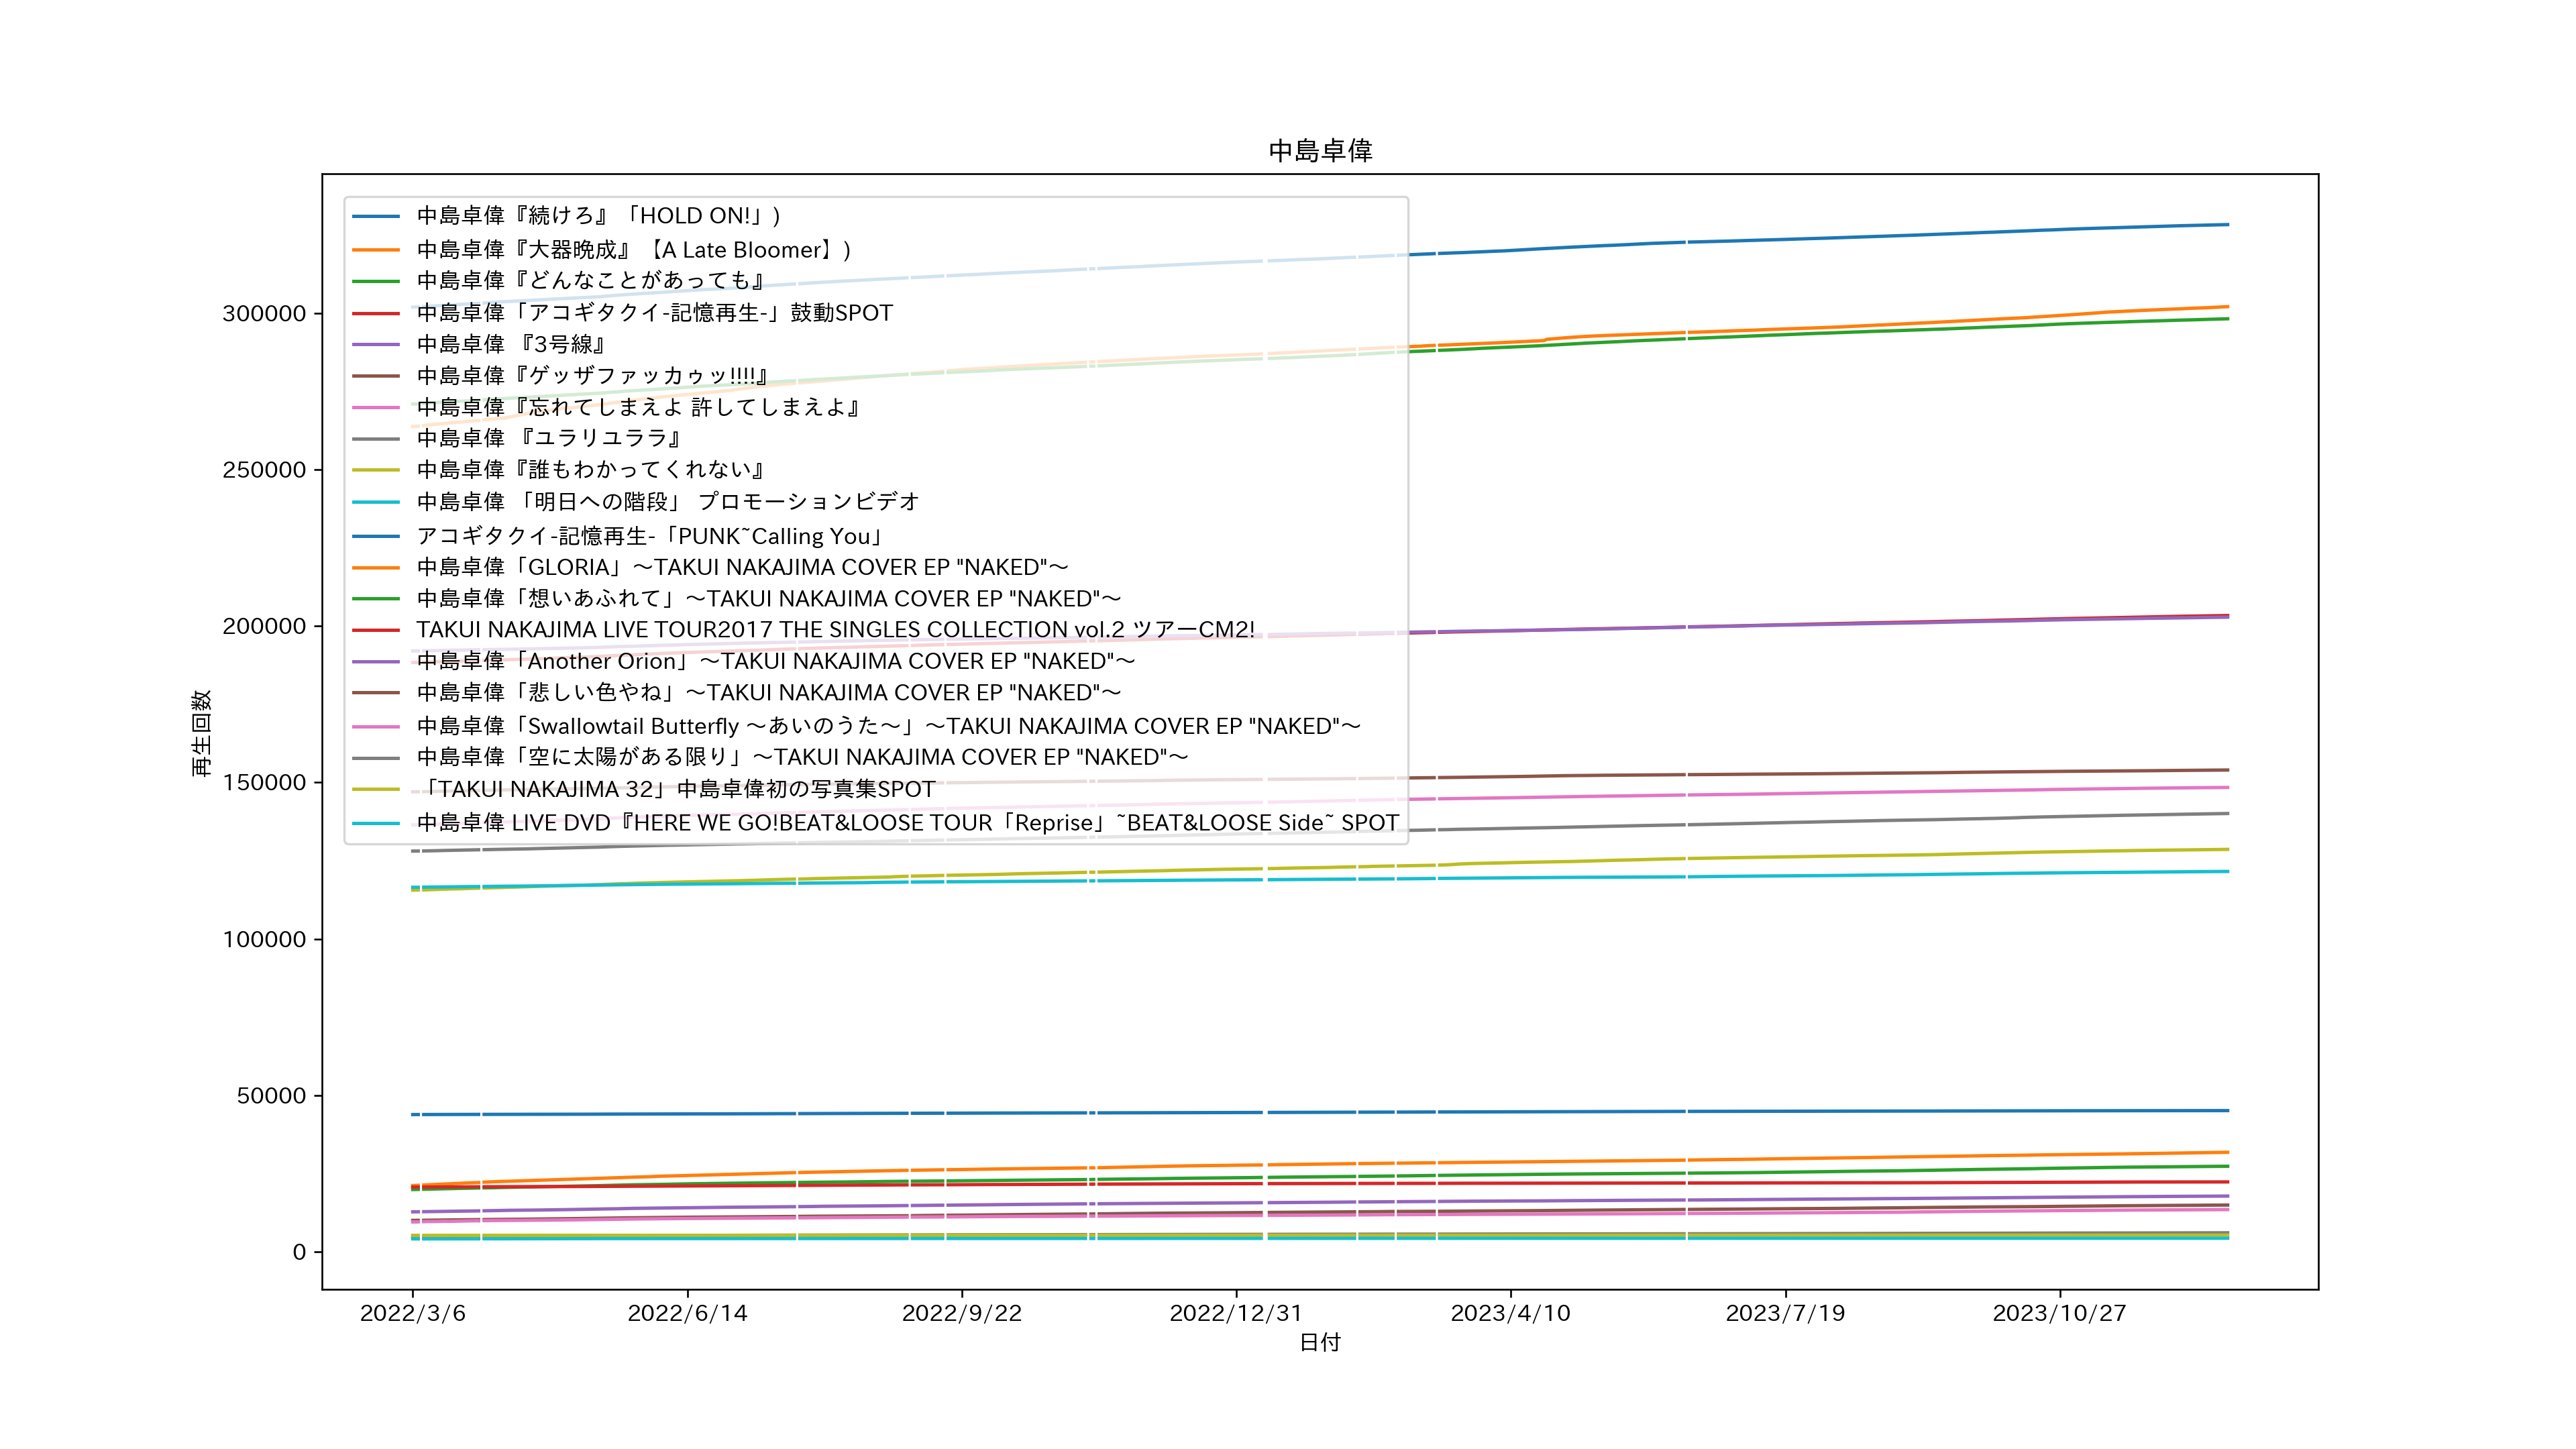 中島卓偉
中島卓偉『続けろ』「HOLD ON!」)
中島卓偉『大器晩成』【A Late Bloomer】)
中島卓偉『どんなことがあっても』
中島卓偉「アコギタクイ-記憶再生-」鼓動SPOT
中島卓偉 『3号線』
中島卓偉『ゲッザファッカゥッ!!!!』
中島卓偉『忘れてしまえよ 許してしまえよ』
中島卓偉 『ユラリユララ』
中島卓偉『誰もわかってくれない』
中島卓偉 「明日への階段」 プロモーションビデオ
アコギタクイ-記憶再生-「PUNK~Calling You」
中島卓偉「GLORIA」～TAKUI NAKAJIMA COVER EP "NAKED"～
中島卓偉「想いあふれて」～TAKUI NAKAJIMA COVER EP "NAKED"～
TAKUI NAKAJIMA LIVE TOUR2017 THE SINGLES COLLECTION vol.2 ツアーCM2!
中島卓偉「Another Orion」～TAKUI NAKAJIMA COVER EP "NAKED"～
中島卓偉「悲しい色やね」～TAKUI NAKAJIMA COVER EP "NAKED"～
中島卓偉「Swallowtail Butterfly ～あいのうた～」～TAKUI NAKAJIMA COVER EP "NAKED"～
中島卓偉「空に太陽がある限り」～TAKUI NAKAJIMA COVER EP "NAKED"～
「TAKUI NAKAJIMA 32」中島卓偉初の写真集SPOT
中島卓偉 LIVE DVD『HERE WE GO!BEAT&LOOSE TOUR「Reprise」~BEAT&LOOSE Side~ SPOT
再生回数
300000
250000
200000
150000
100000
50000
0
2022/3/6
2022/6/14
2022/9/22
2022/12/31
2023/4/10
2023/7/19
2023/10/27
日付